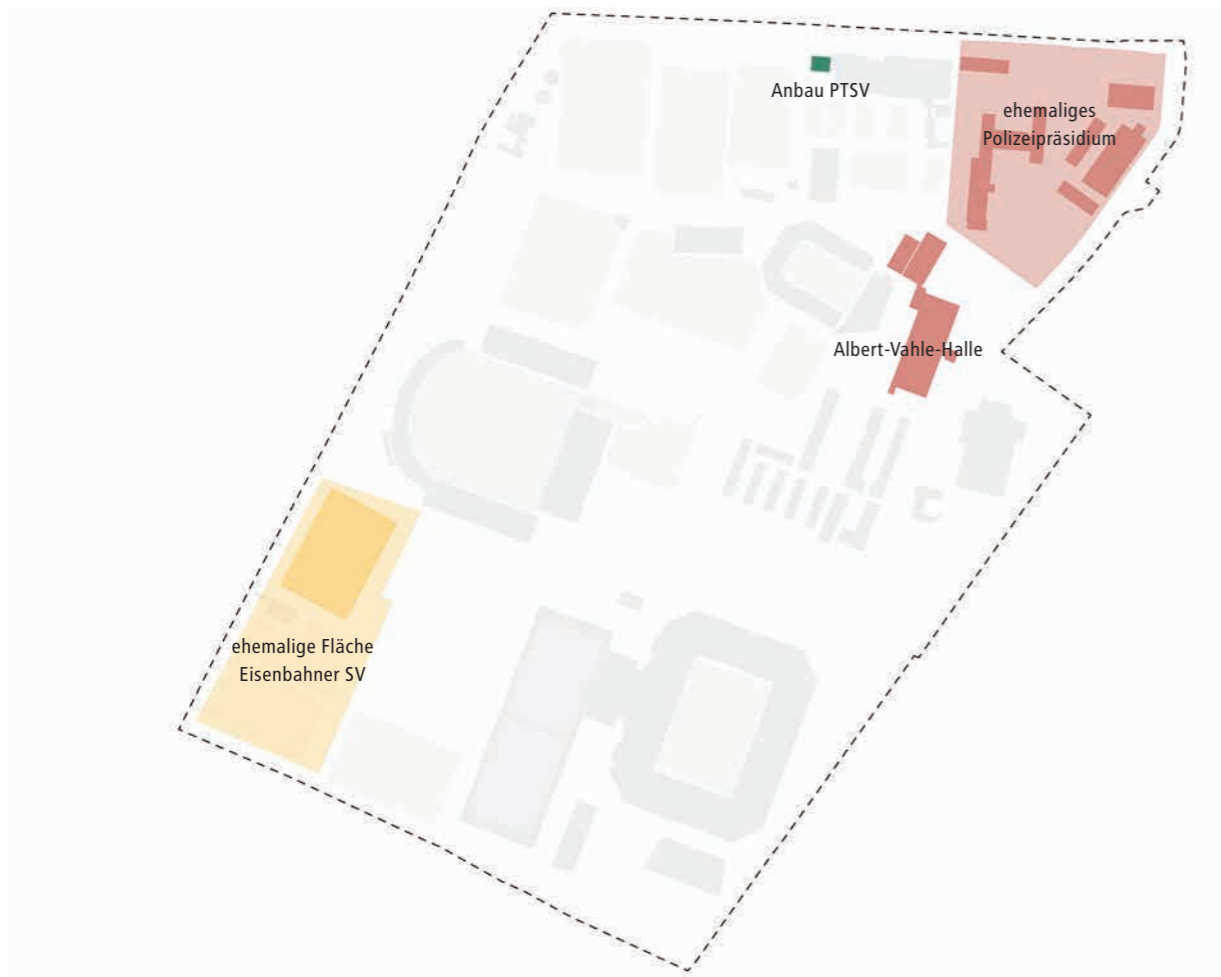 Anbau PTSV
ehemaliges
Polizeipräsidium
Albert-Vahle-Halle
ehemalige Fläche
Eisenbahner SV